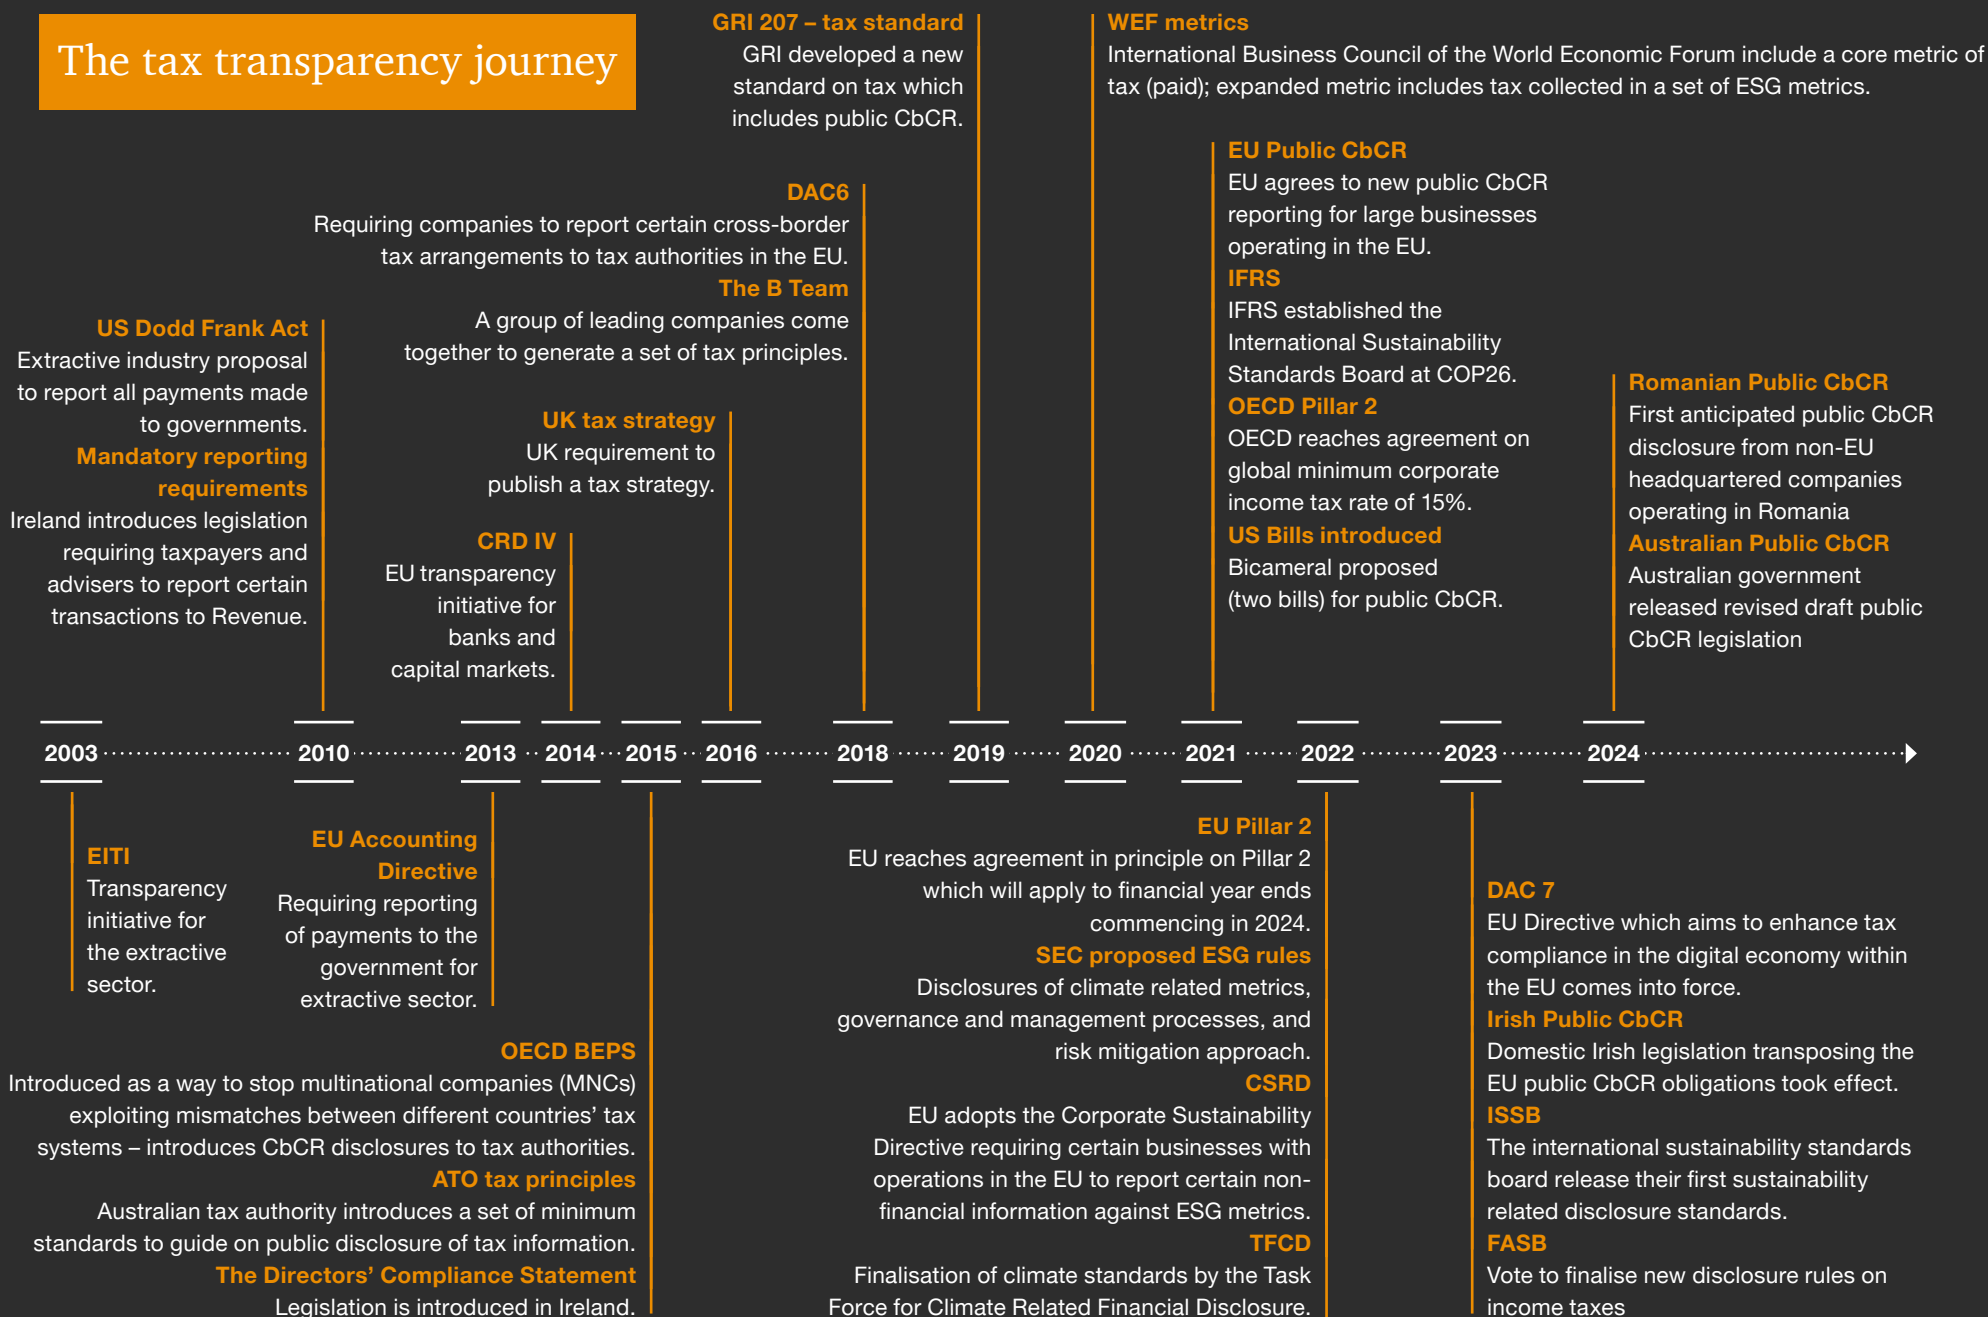 The tax transparency journey
GRI 207 – tax standard
GRI developed a new
standard on tax which
includes public CbCR.
WEF metrics
International Business Council of the World Economic Forum include a core metric of
tax (paid); expanded metric includes tax collected in a set of ESG metrics.
DAC6
Requiring companies to report certain cross-border
tax arrangements to tax authorities in the EU.
The B Team
A group of leading companies come
together to generate a set of tax principles.
EU Public CbCR
EU agrees to new public CbCR
reporting for large businesses
operating in the EU.
IFRS
IFRS established the
International Sustainability
Standards Board at COP26.
OECD Pillar 2
OECD reaches agreement on
global minimum corporate
income tax rate of 15%.
US Bills introduced
Bicameral proposed
(two bills) for public CbCR.
US Dodd Frank Act
Extractive industry proposal
to report all payments made
to governments.
Mandatory reporting
requirements
Ireland introduces legislation
requiring taxpayers and
advisers to report certain
transactions to Revenue.
UK tax strategy
UK requirement to
publish a tax strategy.
CRD IV
EU transparency
initiative for
banks and
capital markets.
Romanian Public CbCR
First anticipated public CbCR
disclosure from non-EU
headquartered companies
operating in Romania
Australian Public CbCR
Australian government
released revised draft public
CbCR legislation
2003 2010 2013 2014 2015 2016 2018 2019 2020 2021 2022 2023 2024
EITI
Transparency
initiative for
the extractive
sector.
EU Accounting
Directive
Requiring reporting
of payments to the
government for
extractive sector.
OECD BEPS
Introduced as a way to stop multinational companies (MNCs)
exploiting mismatches between different countries' tax
systems – introduces CbCR disclosures to tax authorities.
ATO tax principles
Australian tax authority introduces a set of minimum
standards to guide on public disclosure of tax information.
The Directors' Compliance Statement
Legislation is introduced in Ireland.
EU Pillar 2
EU reaches agreement in principle on Pillar 2
which will apply to financial year ends
commencing in 2024.
SEC proposed ESG rules
Disclosures of climate related metrics,
governance and management processes, and
risk mitigation approach.
CSRD
EU adopts the Corporate Sustainability
Directive requiring certain businesses with
operations in the EU to report certain non-
financial information against ESG metrics.
TFCD
Finalisation of climate standards by the Task
Force for Climate Related Financial Disclosure.
DAC 7
EU Directive which aims to enhance tax
compliance in the digital economy within
the EU comes into force.
Irish Public CbCR
Domestic Irish legislation transposing the
EU public CbCR obligations took effect.
ISSB
The international sustainability standards
board release their first sustainability
related disclosure standards.
FASB
Vote to finalise new disclosure rules on
income taxes